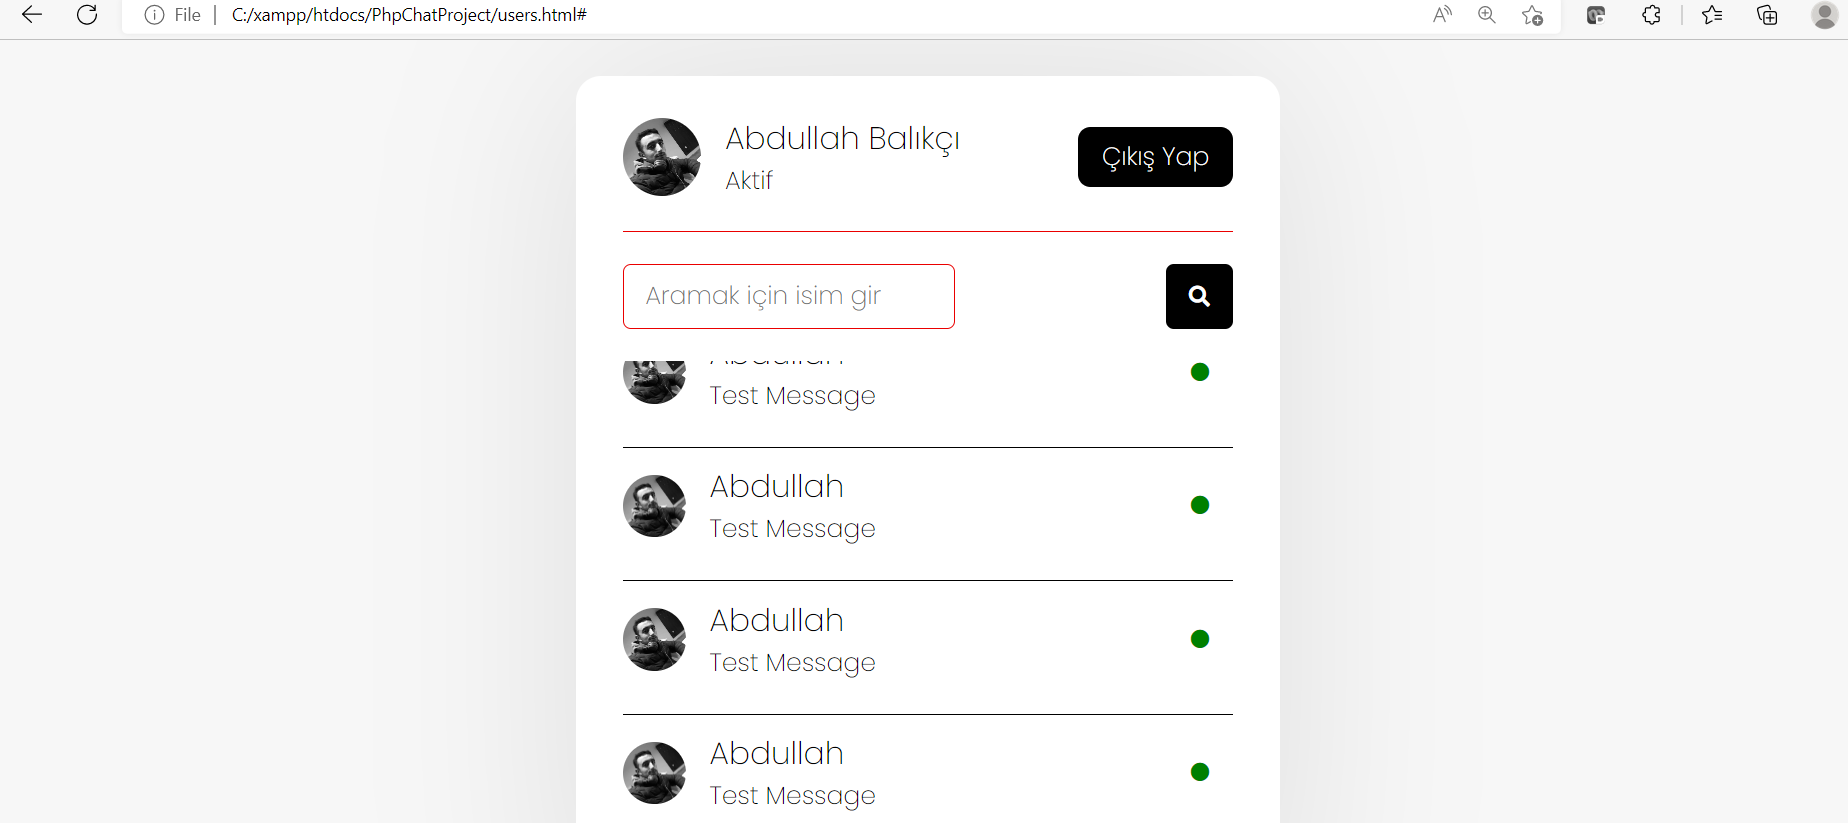 File | C:/xampp/htdocs/PhpChatProject/users.html#
Abdullah Balıkçı
Aktif
Çıkış Yap
Aramak için isim gir
Abdullah
Test Message
Abdullah
Test Message
Abdullah
Test Message
Abdullah
Test Message